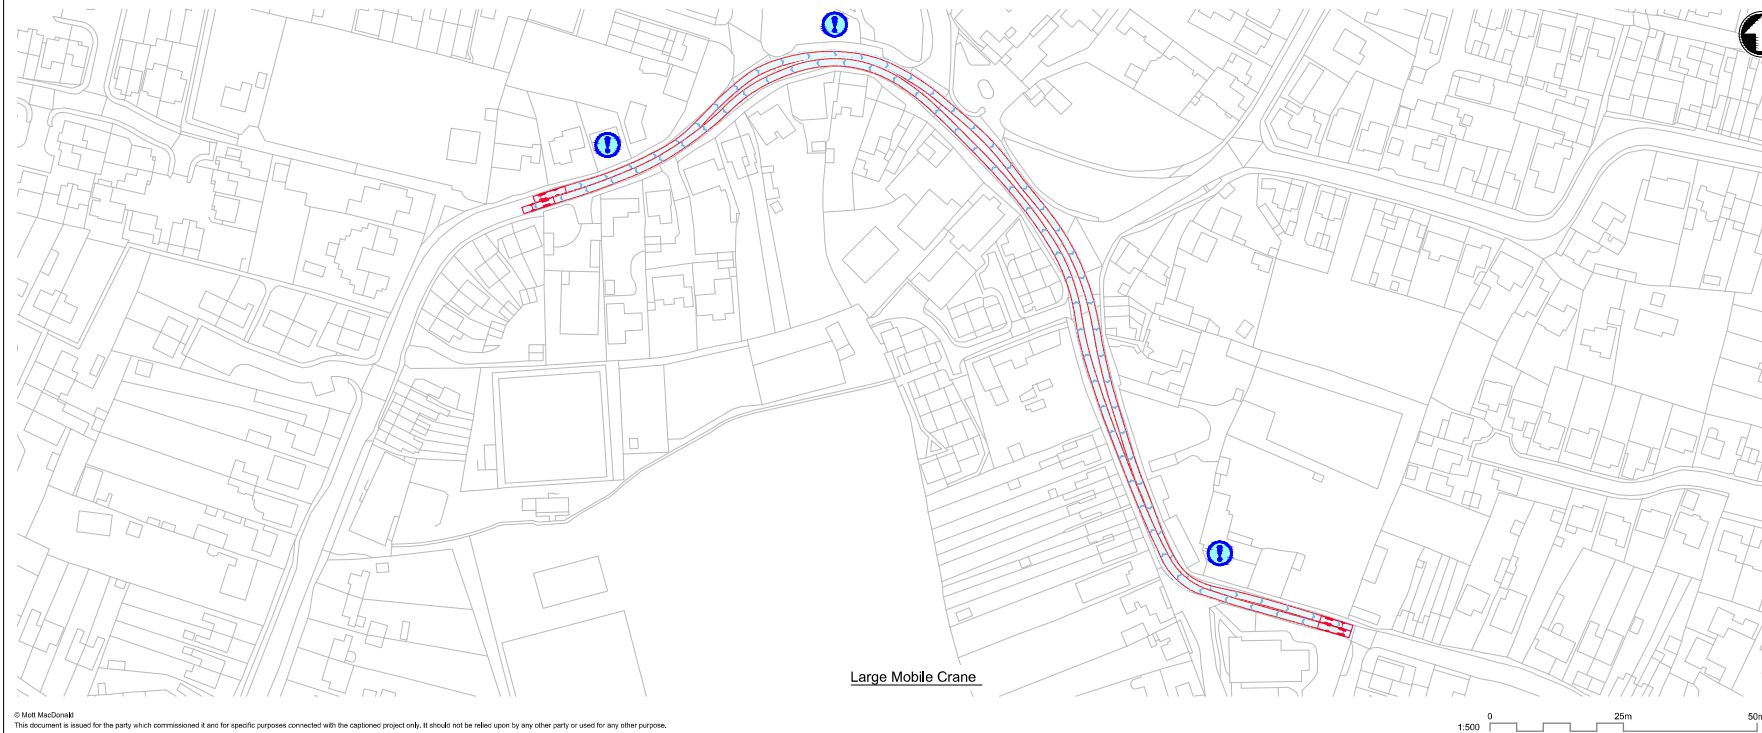 Large Mobile Crane
© Mott MacDonald
This document is issued for the party which commissioned it and for specific purposes connected with the captioned project only. It should not be relied upon by any other party or used for any other purpose.
0 25m 50m
1:500